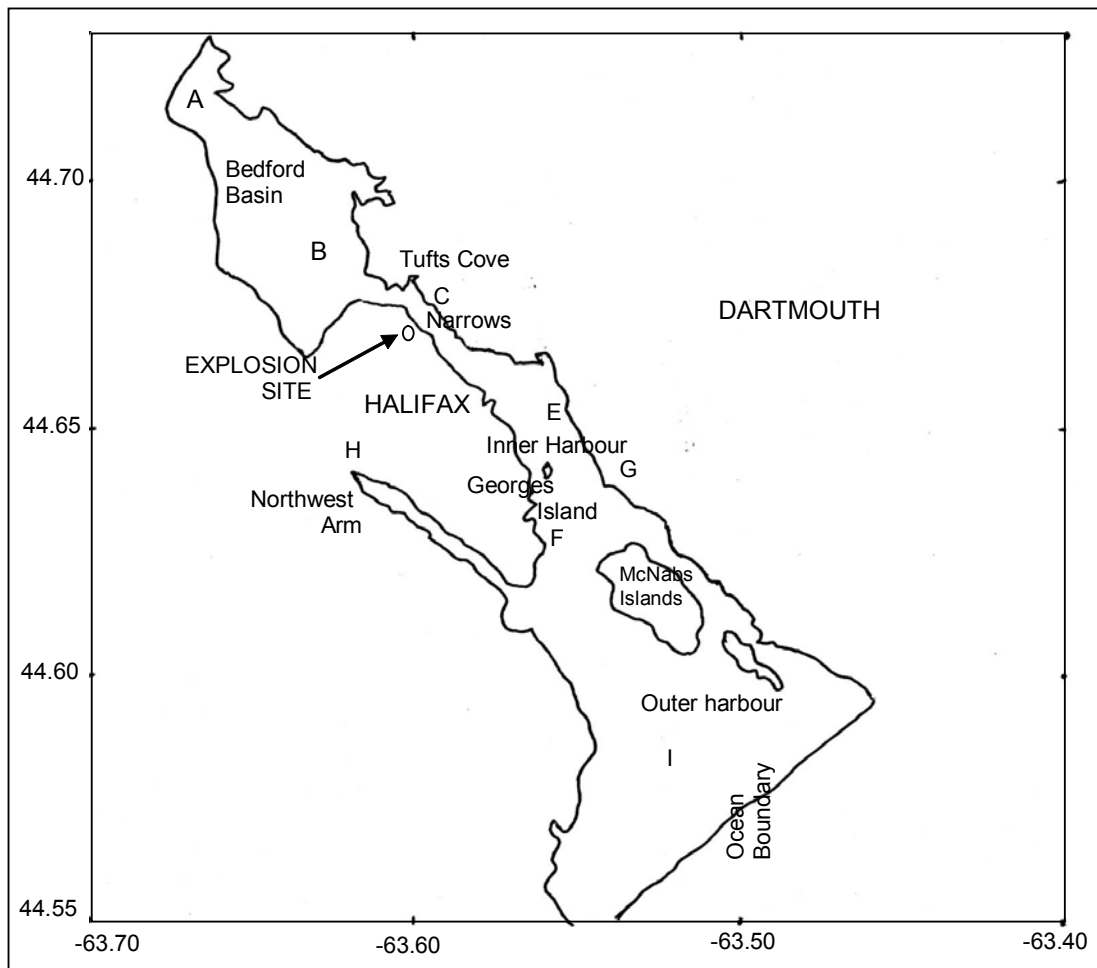 A
Bedford
Basin
44.70
B
Tufts Cove
C
Narrows
DARTMOUTH
EXPLOSION
SITE
HALIFAX
44.65
E
Inner Harbour
H
G
Georges
Island
Northwest
Arm
F
McNabs
Islands
44.60
Outer harbour
I
Ocean
Boundary
44.55
-63.70
-63.60
-63.50
-63.40